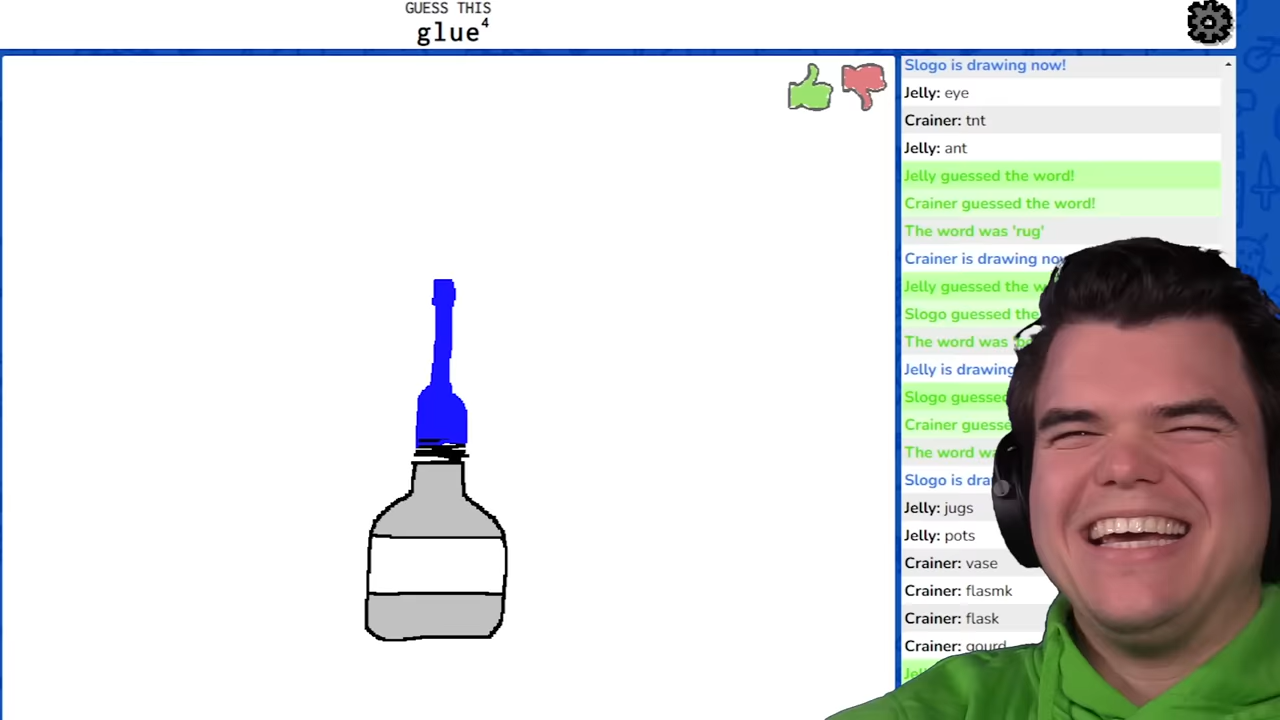 GUESS THIS
glue⁴
Slogo is drawing now!
Jelly: eye
Crainer: tnt
Jelly: ant
Jelly guessed the word!
Crainer guessed the word!
The word was 'rug'
Crainer is drawing
Jelly guessed the
Slogo guessed the
The word was
Jelly is drawing
Slogo guessed
Crainer
The word
Slogo is
Jelly: jugs
Jelly: pots
Crainer: vase
Crainer: flasmk
Crainer: flask
Crainer: gourd